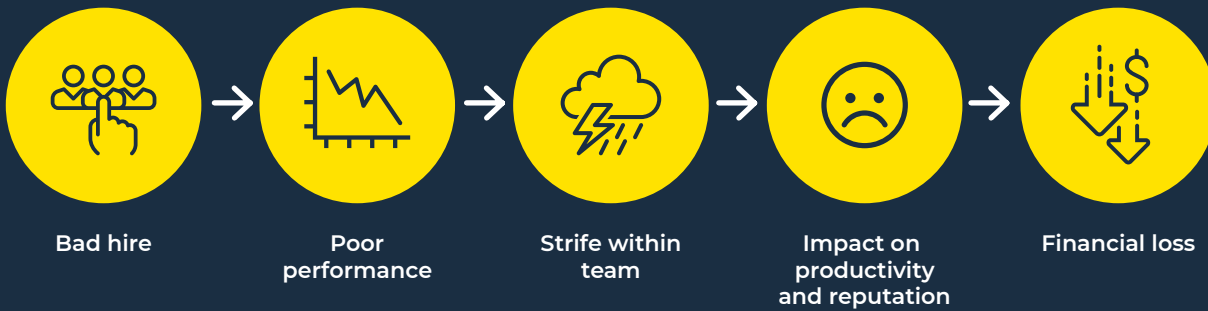 Bad hire
Poor
performance
Strife within
team
Impact on
productivity
and reputation
Financial loss
$